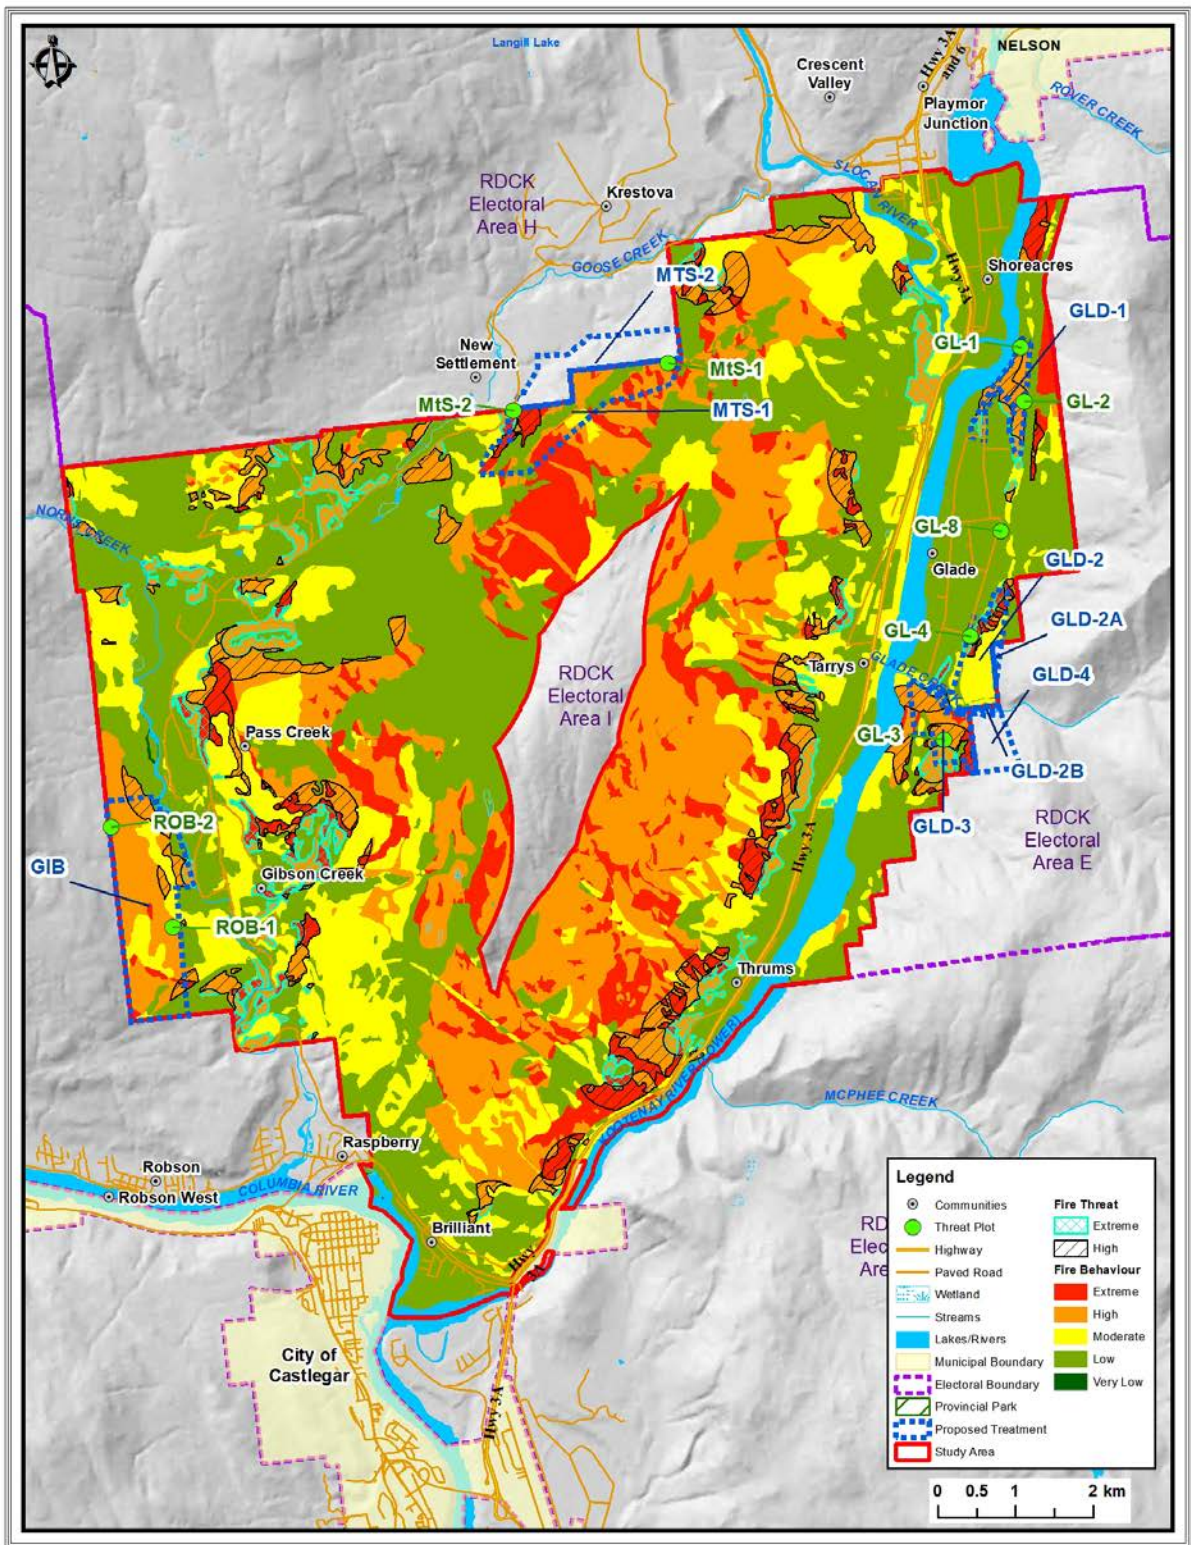 Langill Lake
Hwy 3A
and 6
NELSON
Crescent
Valley
Playmor
Junction
ROVER CREEK
SLOCAN RIVER
RDCK
Electoral
Area H
Krestova
GOOSE CREEK
MTS-2
Hwy 3A
Shoreacres
GLD-1
New
Settlement
GL-1
MtS-1
MtS-2
MTS-1
GL-2
NORNS CREEK
GL-8
Glade
GLD-2
GL-4
GLD-2A
Tarrys
GLADE CREEK
RDCK
Electoral
Area I
GLD-4
Pass Creek
GL-3
GLD-2B
ROB-2
GLD-3
RDCK
Electoral
Area E
Hwy 3A
GIB
Gibson Creek
ROB-1
Thrums
KOOTENAY RIVER (LOWER)
MCPHEE CREEK
Raspberry
Robson
Robson West
COLUMBIA RIVER
Brilliant
Hwy
3A
City of
Castlegar
Hwy 3A
RD
Elec
Are
Legend
Communities
Threat Plot
Highway
Paved Road
Wetland
Streams
Lakes/Rivers
Municipal Boundary
Electoral Boundary
Provincial Park
Proposed Treatment
Study Area
Fire Threat
Extreme
High
Fire Behaviour
Extreme
High
Moderate
Low
Very Low
0 0.5 1 2 km